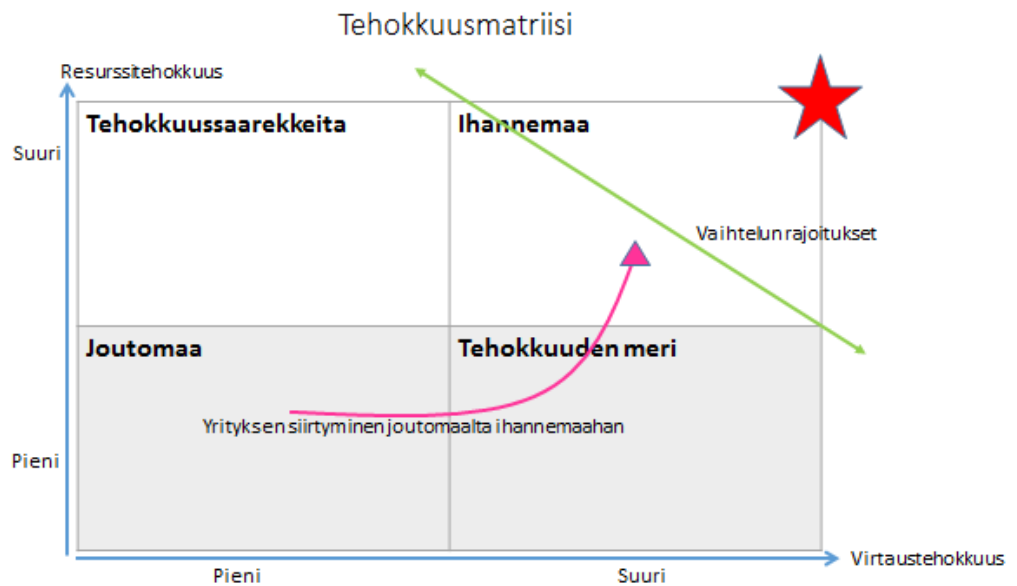 Tehokkuusmatriisi
Resurssitehokkuus
Tehokkuussaarekkeita
Ihannemaa
Suuri
Vaihtelun rajoitukset
Joutomaa
Tehokkuuden meri
Yrityksen siirtyminen joutomaalta ihannemaahan
Pieni
Virtaustehokkuus
Pieni
Suuri